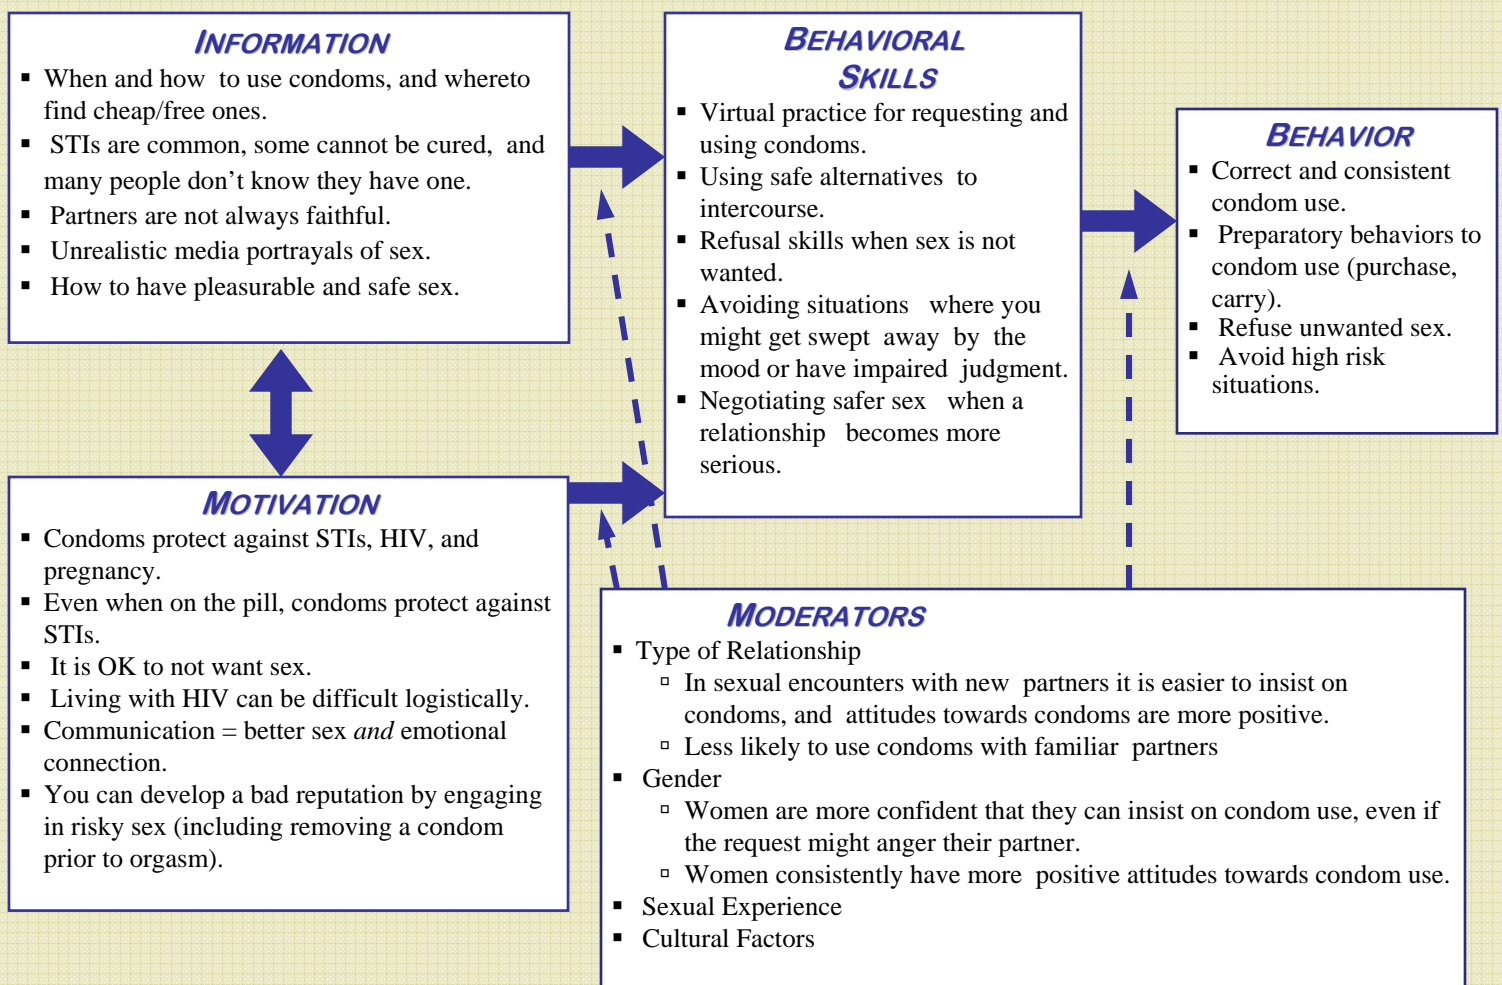 INFORMATION
▪ When and how to use condoms, and whereto
find cheap/free ones.
▪ STIs are common, some cannot be cured, and
many people don't know they have one.
▪ Partners are not always faithful.
▪ Unrealistic media portrayals of sex.
▪ How to have pleasurable and safe sex.
MOTIVATION
▪ Condoms protect against STIs, HIV, and
pregnancy.
▪ Even when on the pill, condoms protect against
STIs.
▪ It is OK to not want sex.
▪ Living with HIV can be difficult logistically.
▪ Communication = better sex and emotional
connection.
▪ You can develop a bad reputation by engaging
in risky sex (including removing a condom
prior to orgasm).
BEHAVIORAL
SKILLS
▪ Virtual practice for requesting and
using condoms.
▪ Using safe alternatives to
intercourse.
▪ Refusal skills when sex is not
wanted.
▪ Avoiding situations where you
might get swept away by the
mood or have impaired judgment.
▪ Negotiating safer sex when a
relationship becomes more
serious.
BEHAVIOR
▪ Correct and consistent
condom use.
▪ Preparatory behaviors to
condom use (purchase,
carry).
▪ Refuse unwanted sex.
▪ Avoid high risk
situations.
MODERATORS
▪ Type of Relationship
▫ In sexual encounters with new partners it is easier to insist on
condoms, and attitudes towards condoms are more positive.
▫ Less likely to use condoms with familiar partners
▪ Gender
▫ Women are more confident that they can insist on condom use, even if
the request might anger their partner.
▫ Women consistently have more positive attitudes towards condom use.
▪ Sexual Experience
▪ Cultural Factors